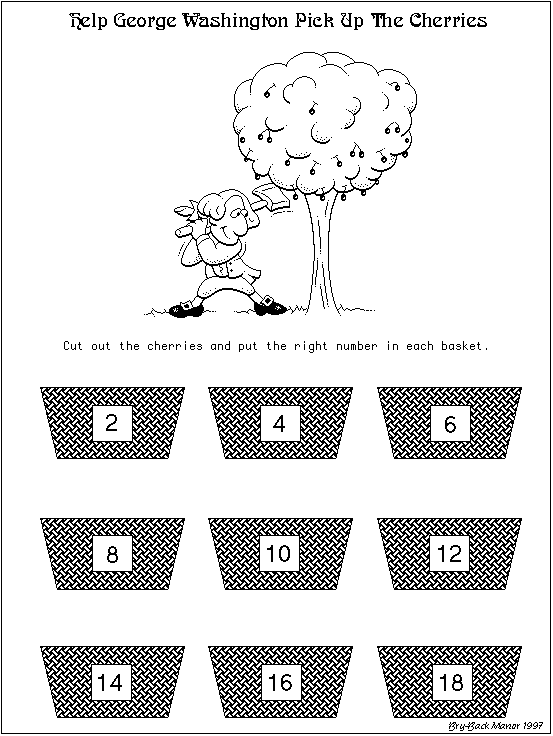 Help George Washington Pick Up The Cherries
Cut out the cherries and put the right number in each basket.
2 4 6
8 10 12
14 16 18
Bry-Back Manor 1997